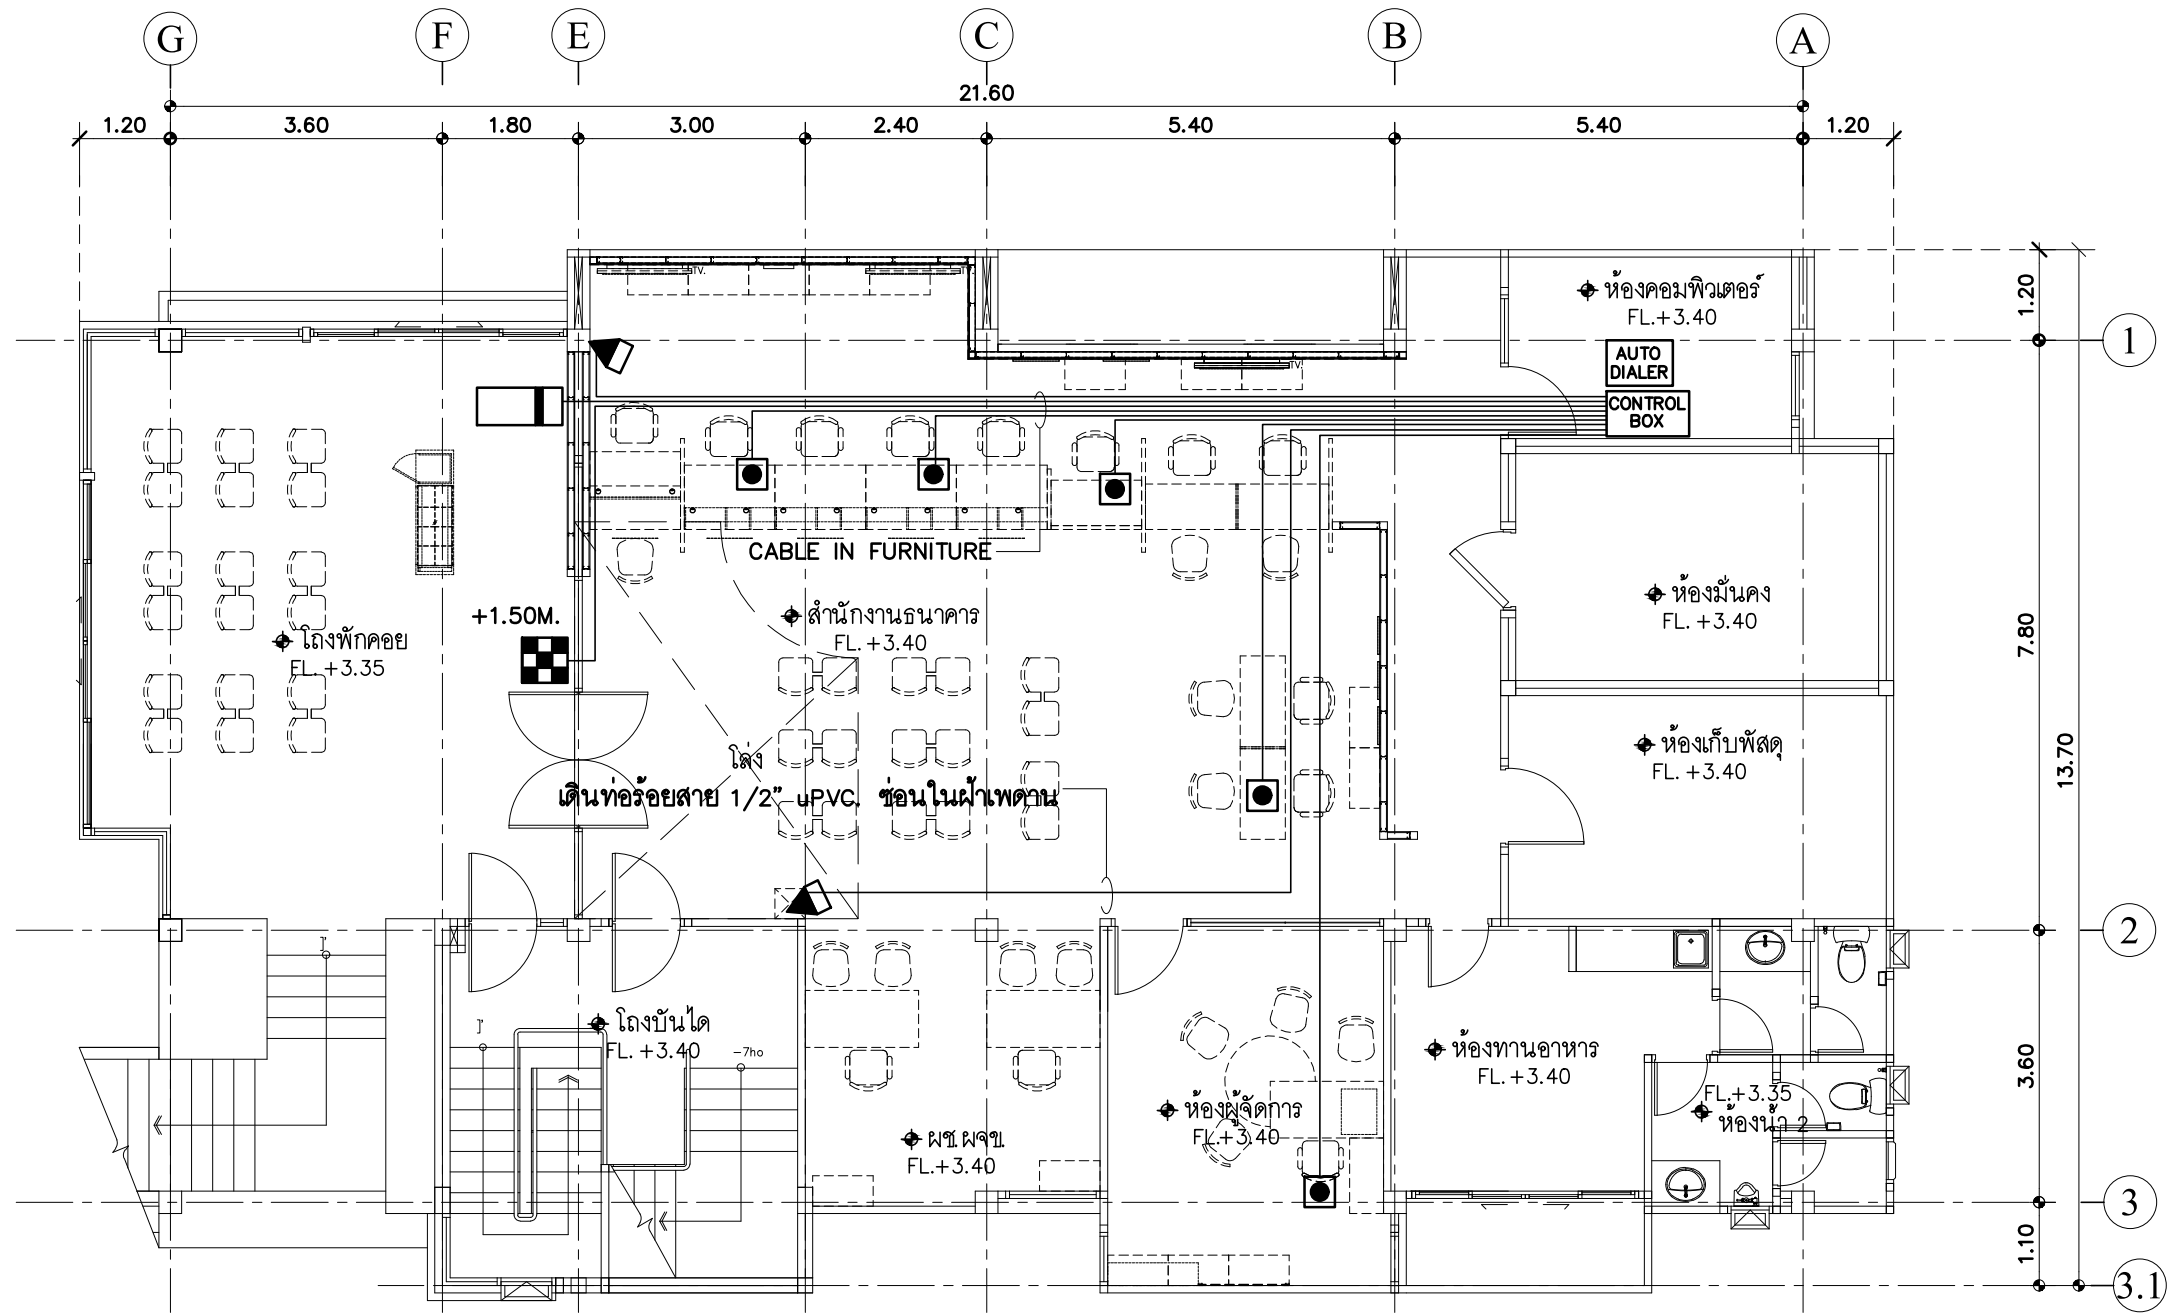 G F E C B A
21.60
1.20 3.60 1.80 3.00 2.40 5.40 5.40 1.20
TV. TV.
ห้องคอมพิวเตอร์
FL.+3.40
1.20
1
AUTO
DIALER
TV.
CONTROL
BOX
CABLE IN FURNITURE
+1.50M.
สำนักงานธนาคาร
FL.+3.40
ห้องมั่นคง
FL. +3.40
โถงพักคอย
FL.+3.35
7.80
13.70
โล่ง
ห้องเก็บพัสดุ
FL. +3.40
เดินท่อร้อยสาย 1/2" uPVC. ซ่อนในฝ้าเพดาน
2
โถงบันได
FL. +3.40
-7ho
ห้องทานอาหาร
FL.+3.40
3.60
FL.+3.35
ห้องน้ำ 2
ห้องผู้จัดการ
FL.+3.40
ผช.ผจข.
FL.+3.40
3
1.10
3.1